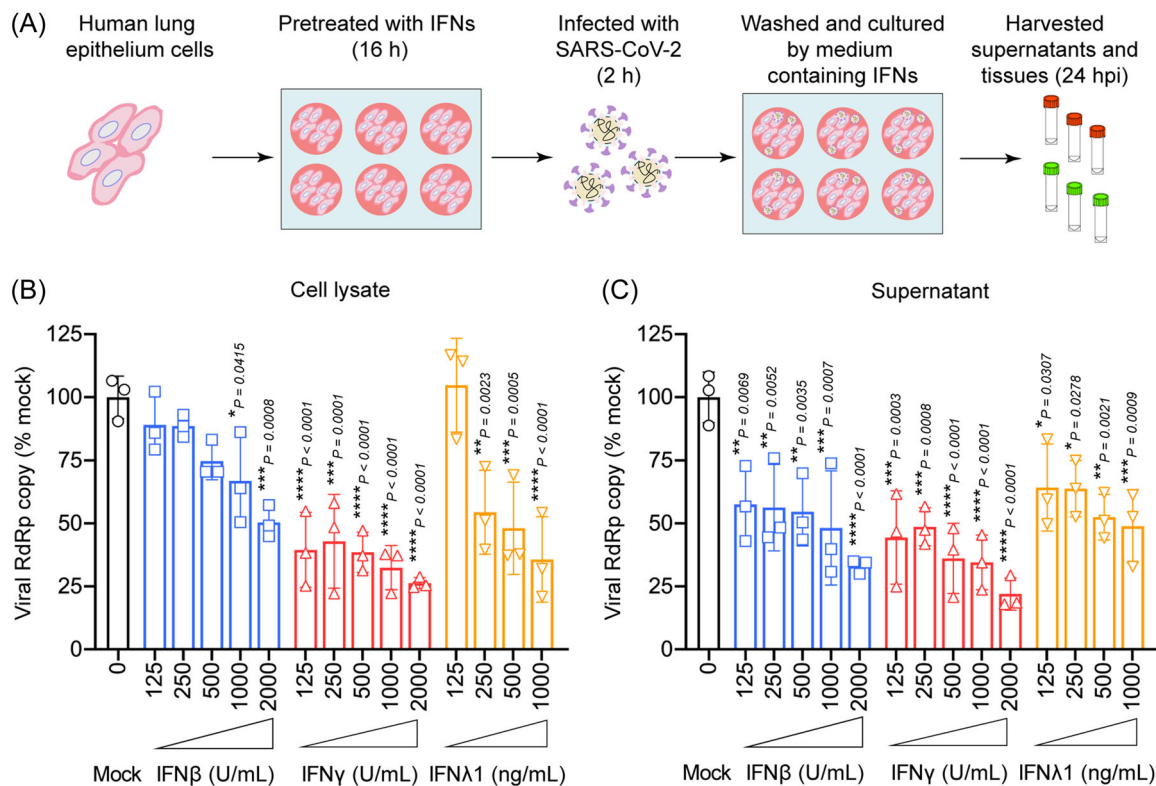 (A)
Human lung
epithelium cells
Pretreated with IFNs
(16 h)
Infected with
SARS-CoV-2
(2 h)
Washed and cultured
by medium
containing IFNs
Harvested
supernatants and
tissues (24 hpi)
(B)
Cell lysate
Viral RdRp copy (% mock)
125
100
75
50
25
0
* P = 0.0415
*** P = 0.0008
**** P < 0.0001
*** P = 0.0001
**** P < 0.0001
**** P < 0.0001
**** P < 0.0001
** P = 0.0023
*** P = 0.0005
**** P < 0.0001
0 125 250 500 1000 2000 125 250 500 1000 2000 125 250 500 1000
Mock IFNβ (U/mL) IFNγ (U/mL) IFNλ1 (ng/mL)
(C)
Supernatant
Viral RdRp copy (% mock)
125
100
75
50
25
0
** P = 0.0069
** P = 0.0052
** P = 0.0035
*** P = 0.0007
**** P < 0.0001
*** P = 0.0003
*** P = 0.0008
**** P < 0.0001
**** P < 0.0001
**** P < 0.0001
* P = 0.0307
* P = 0.0278
** P = 0.0021
*** P = 0.0009
0 125 250 500 1000 2000 125 250 500 1000 2000 125 250 500 1000
Mock IFNβ (U/mL) IFNγ (U/mL) IFNλ1 (ng/mL)